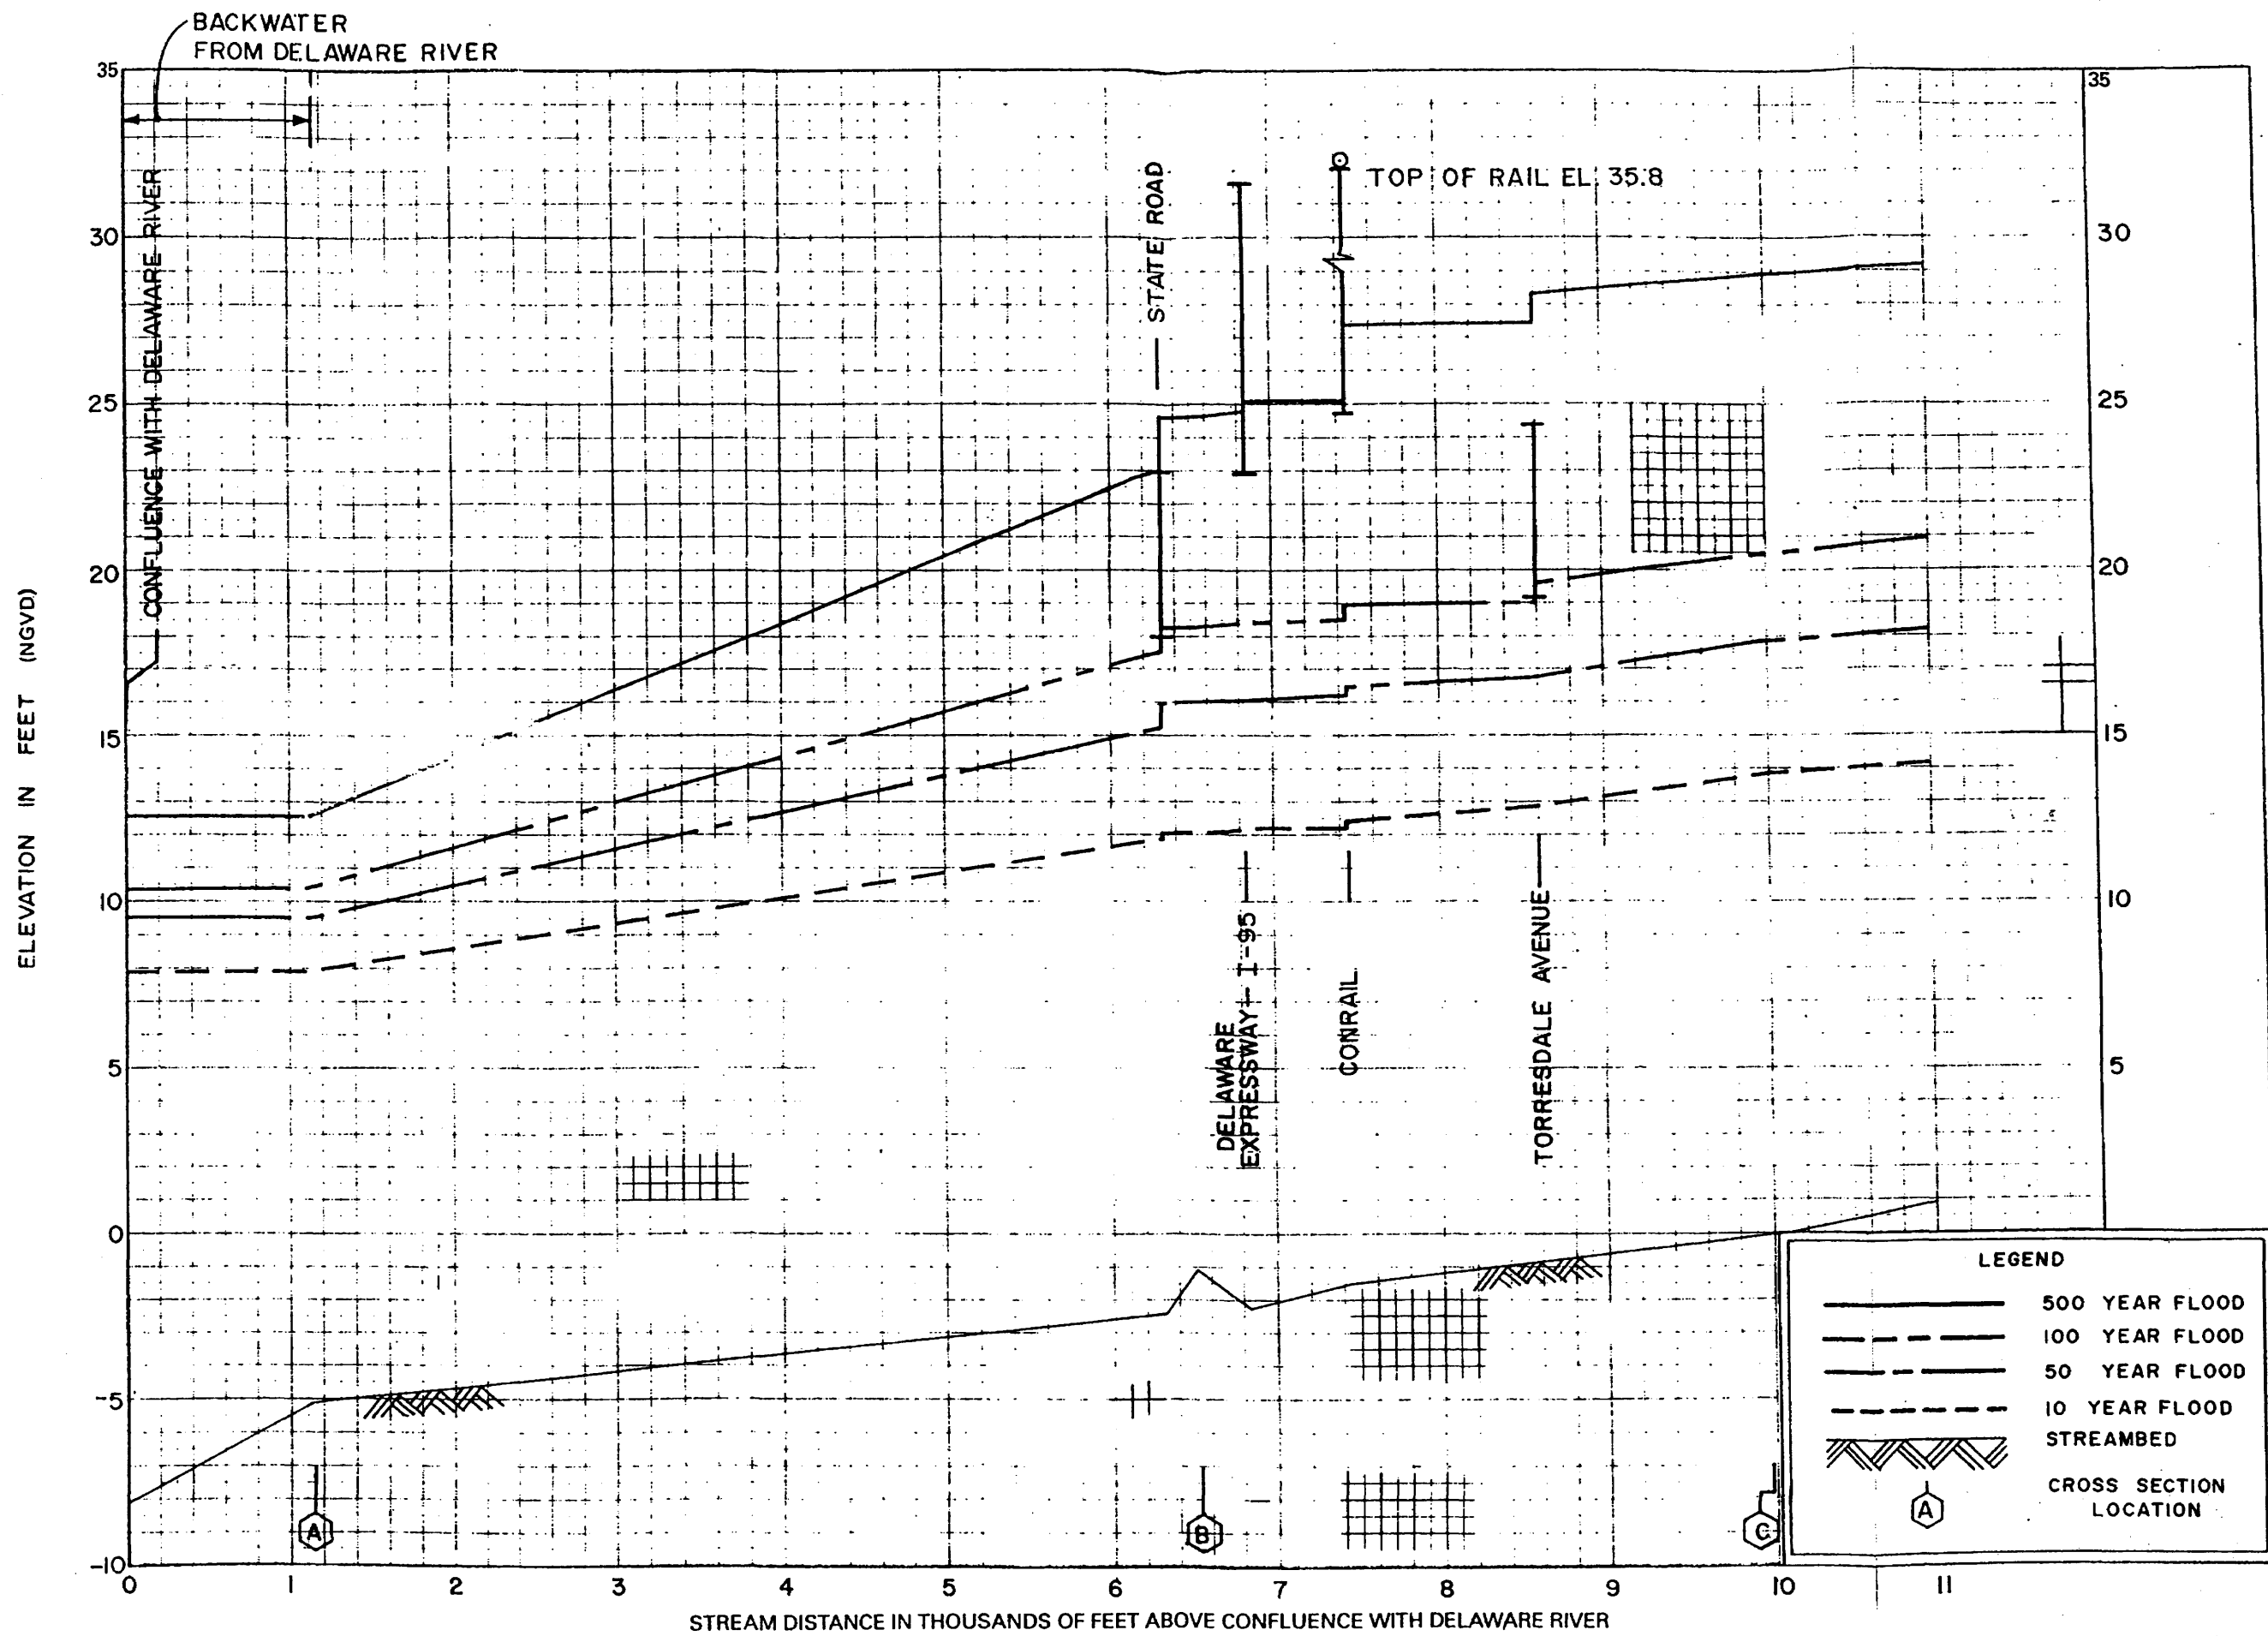 BACKWATER
FROM DELAWARE RIVER
35
30
25
20
15
10
5
0
-5
-10
ELEVATION IN FEET (NGVD)
CONFLUENCE WITH DELAWARE RIVER
STATE ROAD
TOP OF RAIL EL. 35.8
DELAWARE
EXPRESSWAY - I-95
CONRAIL
TORRESDALE AVENUE
35
30
25
20
15
10
5
A
B
C
LEGEND
500 YEAR FLOOD
100 YEAR FLOOD
50 YEAR FLOOD
10 YEAR FLOOD
STREAMBED
A
CROSS SECTION
LOCATION
0 1 2 3 4 5 6 7 8 9 10 11
STREAM DISTANCE IN THOUSANDS OF FEET ABOVE CONFLUENCE WITH DELAWARE RIVER